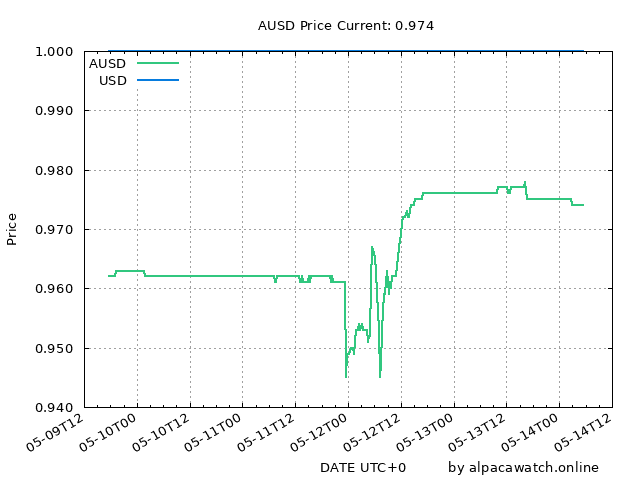 AUSD Price Current: 0.974
1.000
AUSD
USD
0.990
0.980
0.970
Price
0.960
0.950
0.940
05-09T12
05-10T00
05-10T12
05-11T00
05-11T12
05-12T00
05-12T12
05-13T00
05-13T12
05-14T00
05-14T12
DATE UTC+0
by alpacawatch.online